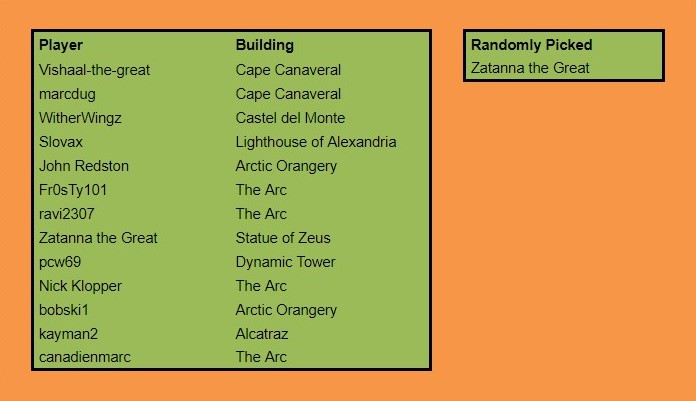 Player Building
Vishaal-the-great Cape Canaveral
marcdug Cape Canaveral
WitherWingz Castel del Monte
Slovax Lighthouse of Alexandria
John Redston Arctic Orangery
Fr0sTy101 The Arc
ravi2307 The Arc
Zatanna the Great Statue of Zeus
pcw69 Dynamic Tower
Nick Klopper The Arc
bobski1 Arctic Orangery
kayman2 Alcatraz
canadienmarc The Arc
Randomly Picked
Zatanna the Great